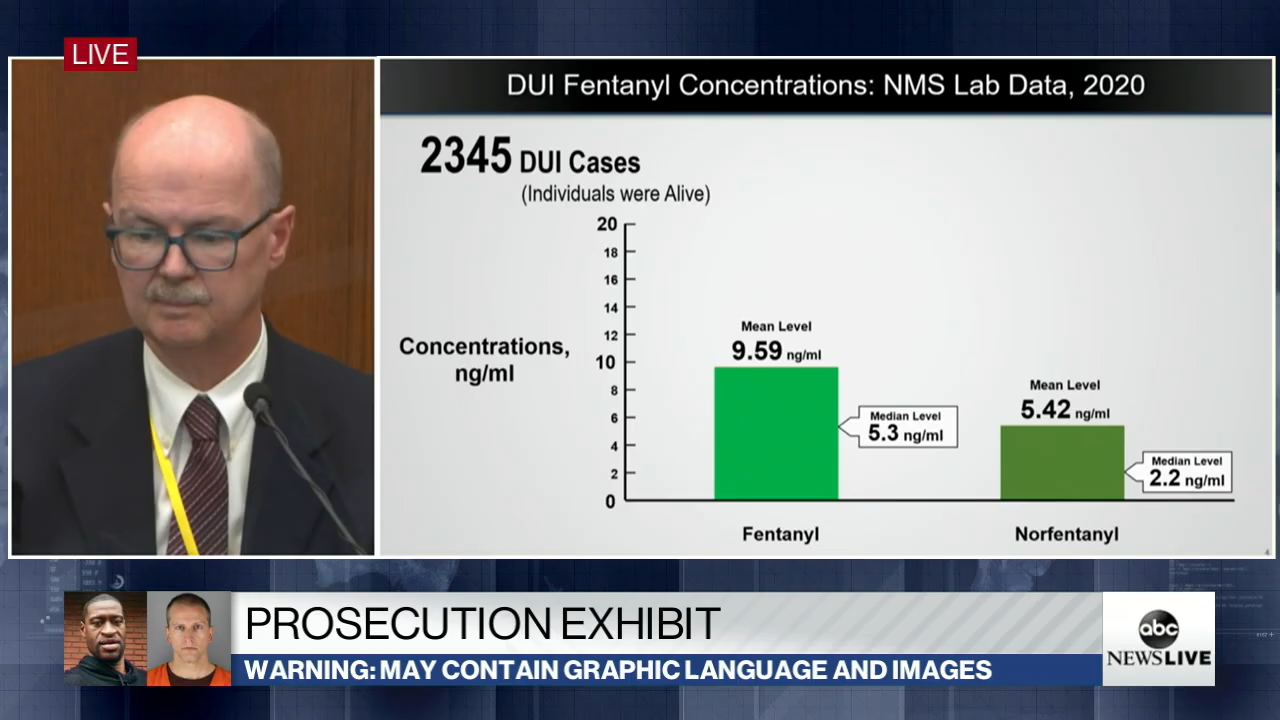 LIVE
DUI Fentanyl Concentrations: NMS Lab Data, 2020
2345 DUI Cases
(Individuals were Alive)
20
18
16
14
12
10
8
6
4
2
0
Concentrations,
ng/ml
Mean Level
9.59 ng/ml
Median Level
5.3 ng/ml
Mean Level
5.42 ng/ml
Median Level
2.2 ng/ml
Fentanyl
Norfentanyl
4
PROSECUTION EXHIBIT
WARNING: MAY CONTAIN GRAPHIC LANGUAGE AND IMAGES
abc
NEWSLIVE